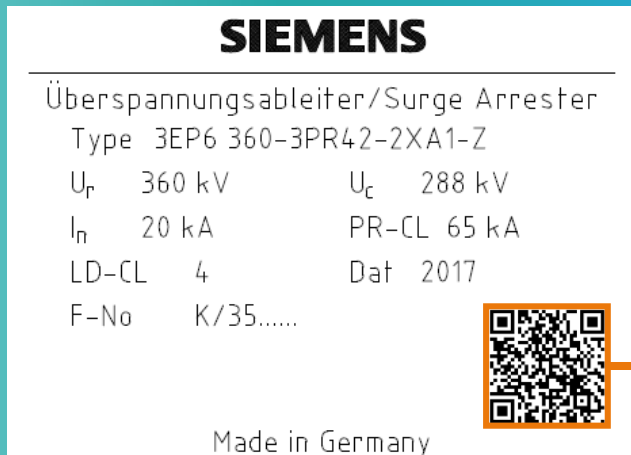 SIEMENS
Überspannungsableiter/Surge Arrester
Type 3EP6 360-3PR42-2XA1-Z
Ur 360 kV Uc 288 kV
In 20 kA PR-CL 65 kA
LD-CL 4 Dat 2017
F-No K/35......
Made in Germany